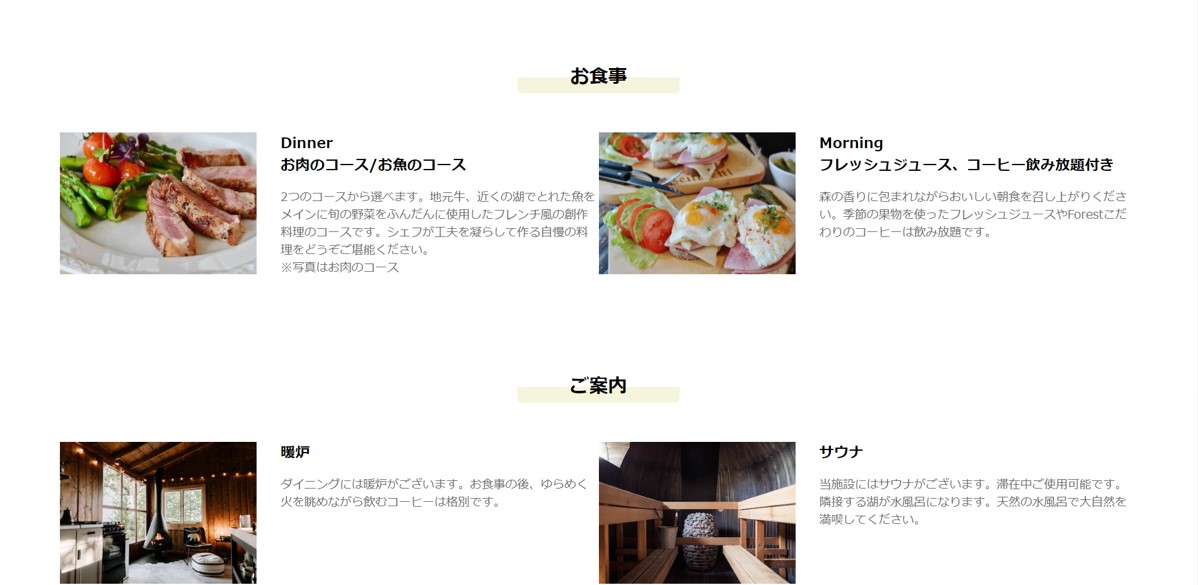 お食事
Dinner
お肉のコース/お魚のコース
2つのコースから選べます。地元牛、近くの湖でとれた魚を
メインに旬の野菜をふんだんに使用したフレンチ風の創作
料理のコースです。シェフが工夫を凝らして作る自慢の料
理をどうぞご堪能ください。
※写真はお肉のコース
Morning
フレッシュジュース、コーヒー飲み放題付き
森の香りに包まれながらおいしい朝食を召し上がりくださ
い。季節の果物を使ったフレッシュジュースやForestこだ
わりのコーヒーは飲み放題です。
ご案内
暖炉
ダイニングには暖炉がございます。お食事の後、ゆらめく
火を眺めながら飲むコーヒーは格別です。
サウナ
当施設にはサウナがございます。滞在中ご使用可能です。
隣接する湖が水風呂になります。天然の水風呂で大自然を
満喫してください。